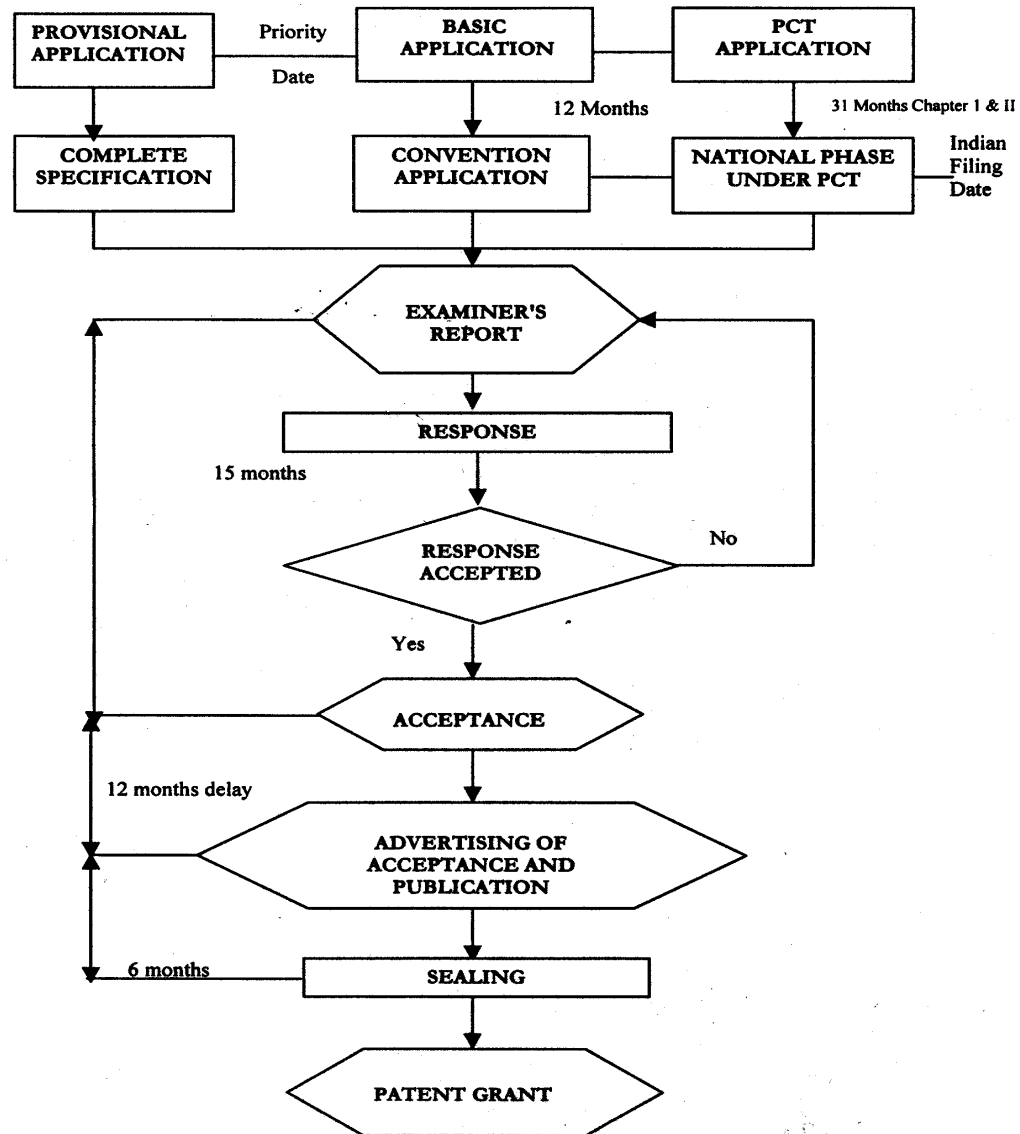 PROVISIONAL
APPLICATION
Priority
Date
BASIC
APPLICATION
PCT
APPLICATION
12 Months
31 Months Chapter 1 & II
COMPLETE
SPECIFICATION
CONVENTION
APPLICATION
NATIONAL PHASE
UNDER PCT
Indian
Filing
Date
EXAMINER'S
REPORT
RESPONSE
15 months
RESPONSE
ACCEPTED
No
Yes
ACCEPTANCE
12 months delay
ADVERTISING OF
ACCEPTANCE AND
PUBLICATION
6 months
SEALING
PATENT GRANT